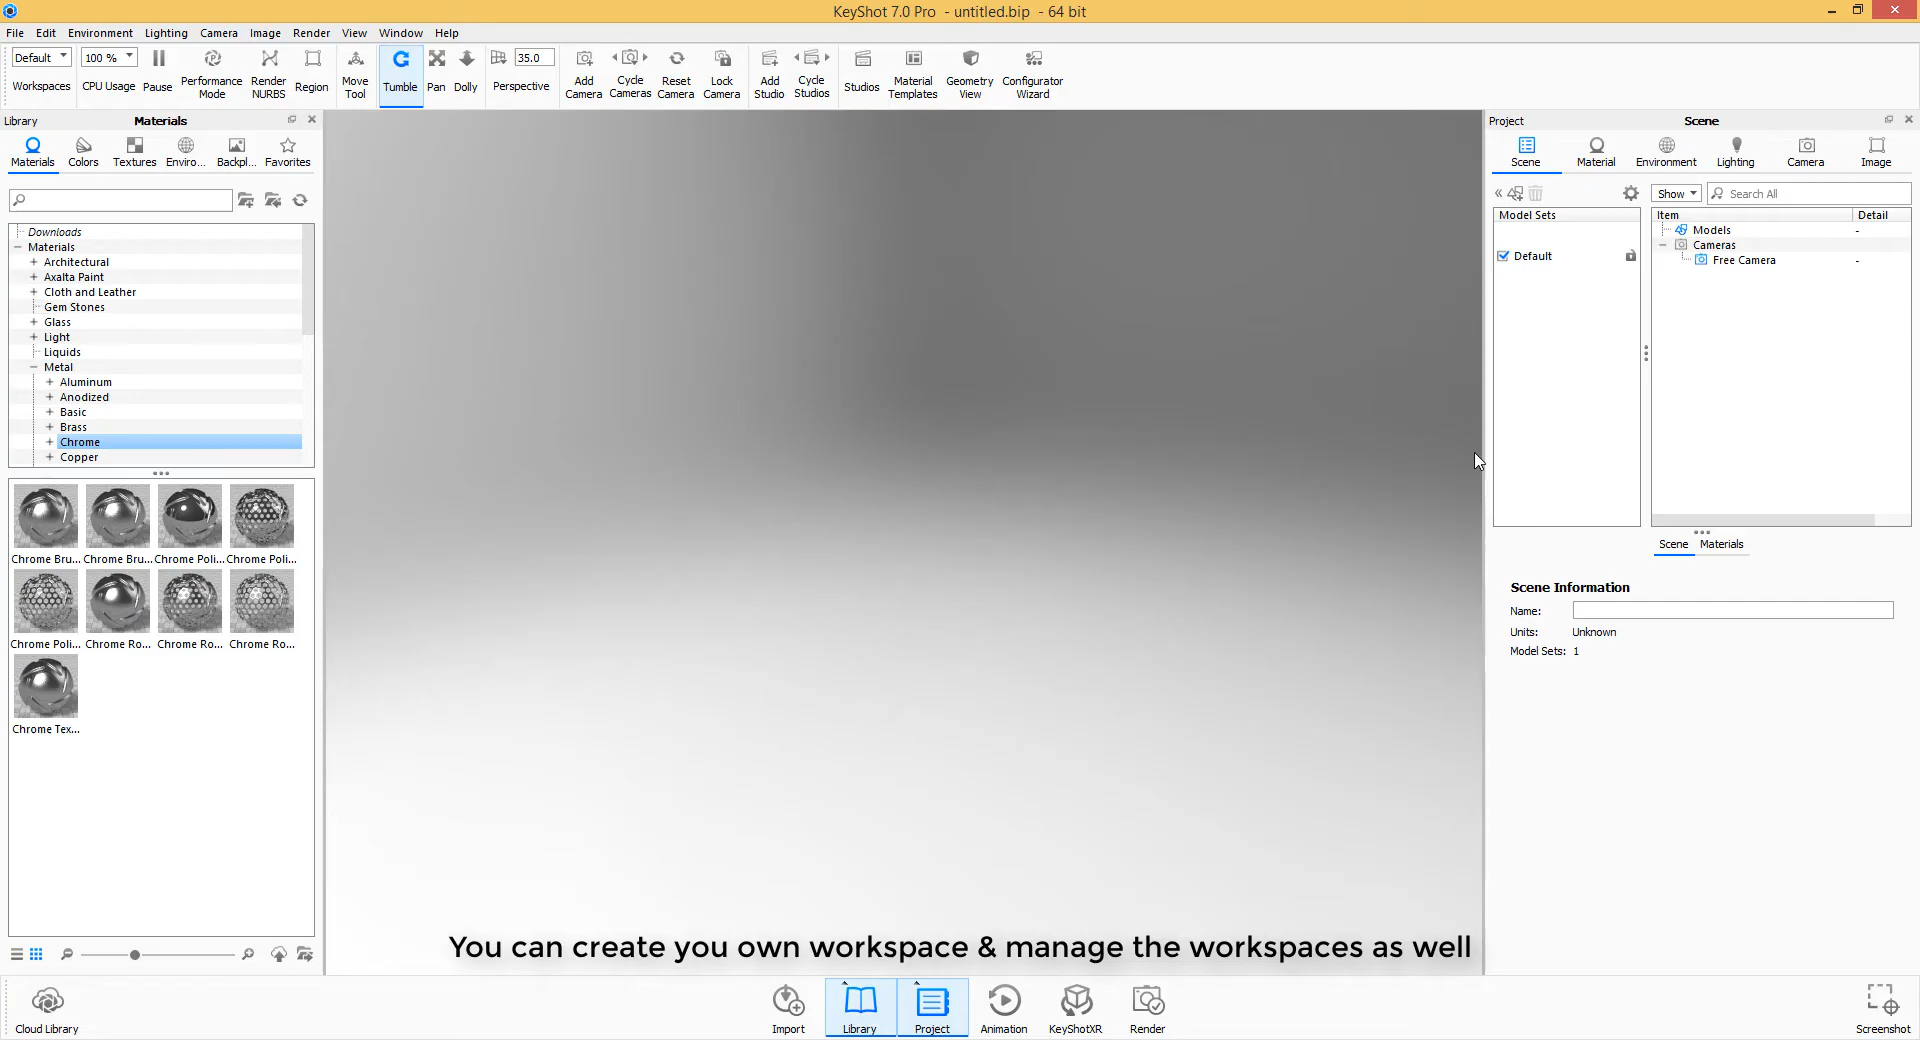 KeyShot 7.0 Pro - untitled.bip - 64 bit
File Edit Environment Lighting Camera Image Render View Window Help
Default 100 % 35.0
Workspaces CPU Usage Pause Performance Mode Render NURBS Region Move Tool Tumble Pan Dolly Perspective Add Camera Cycle Cameras Reset Camera Lock Camera Add Studio Cycle Studios Studios Material Templates Geometry View Configurator Wizard
Library Materials
Materials Colors Textures Enviro... Backpl... Favorites
Downloads
Materials
Architectural
Axalta Paint
Cloth and Leather
Gem Stones
Glass
Light
Liquids
Metal
Aluminum
Anodized
Basic
Brass
Chrome
Copper
Chrome Bru... Chrome Bru... Chrome Poli... Chrome Poli...
Chrome Poli... Chrome Ro... Chrome Ro... Chrome Ro...
Chrome Tex...
Project Scene
Scene Material Environment Lighting Camera Image
Show Search All
Model Sets
Default
Item Detail
Models -
Cameras
Free Camera -
Scene Materials
Scene Information
Name:
Units: Unknown
Model Sets: 1
You can create you own workspace & manage the workspaces as well
Cloud Library Import Library Project Animation KeyShotXR Render Screenshot